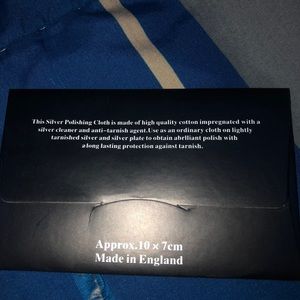 This Silver Polishing Cloth is made of high quality cotton impregnated with a
silver cleaner and anti-tarnish agent.Use as an ordinary cloth on lightly
tarnished silver and silver plate to obtain abrlliant polish with
along lasting protection against tarnish.
Approx.10 × 7cm
Made in England